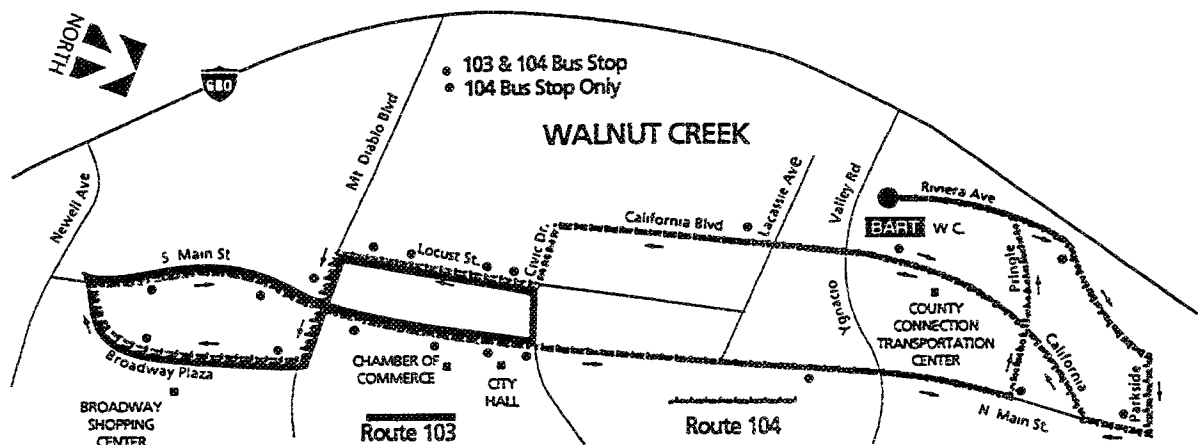 NORTH
680
103 & 104 Bus Stop
104 Bus Stop Only
WALNUT CREEK
Newell Ave
Mt Diablo Blvd
Lacassie Ave
Valley Rd
Riviera Ave
BART W C.
California Blvd
Civic Dr.
Locust St.
S Main St
Pringle
Ygnacio
COUNTY
CONNECTION
TRANSPORTATION
CENTER
California
Parkside
Broadway Plaza
CHAMBER OF
COMMERCE
CITY
HALL
N Main St.
BROADWAY
SHOPPING
CENTER
Route 103
Route 104